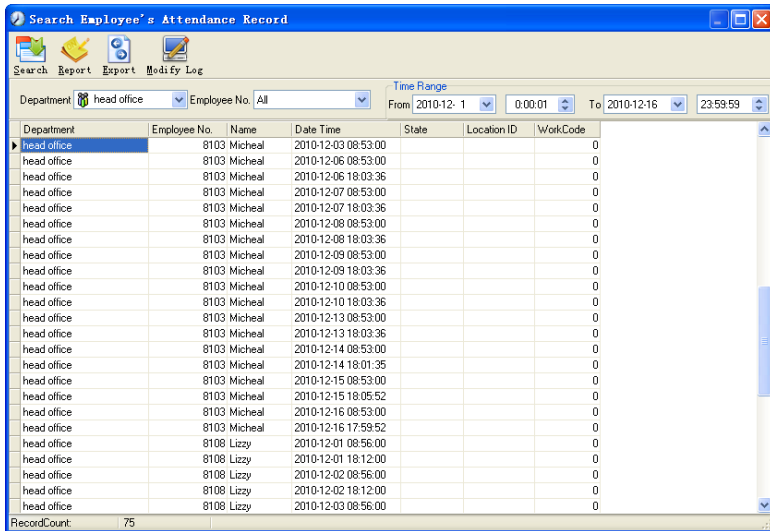 Search Employee's Attendance Record
Search Report Export Modify Log
Time Range
Department head office Employee No. All From 2010-12- 1 0:00:01 To 2010-12-16 23:59:59
Department Employee No. Name Date Time State Location ID WorkCode
head office 8103 Micheal 2010-12-03 08:53:00 0
head office 8103 Micheal 2010-12-06 08:53:00 0
head office 8103 Micheal 2010-12-06 18:03:36 0
head office 8103 Micheal 2010-12-07 08:53:00 0
head office 8103 Micheal 2010-12-07 18:03:36 0
head office 8103 Micheal 2010-12-08 08:53:00 0
head office 8103 Micheal 2010-12-08 18:03:36 0
head office 8103 Micheal 2010-12-09 08:53:00 0
head office 8103 Micheal 2010-12-09 18:03:36 0
head office 8103 Micheal 2010-12-10 08:53:00 0
head office 8103 Micheal 2010-12-10 18:03:36 0
head office 8103 Micheal 2010-12-13 08:53:00 0
head office 8103 Micheal 2010-12-13 18:03:36 0
head office 8103 Micheal 2010-12-14 08:53:00 0
head office 8103 Micheal 2010-12-14 18:01:35 0
head office 8103 Micheal 2010-12-15 08:53:00 0
head office 8103 Micheal 2010-12-15 18:05:52 0
head office 8103 Micheal 2010-12-16 08:53:00 0
head office 8103 Micheal 2010-12-16 17:59:52 0
head office 8108 Lizzy 2010-12-01 08:56:00 0
head office 8108 Lizzy 2010-12-01 18:12:00 0
head office 8108 Lizzy 2010-12-02 08:56:00 0
head office 8108 Lizzy 2010-12-02 18:12:00 0
head office 8108 Lizzy 2010-12-03 08:56:00 0
RecordCount: 75